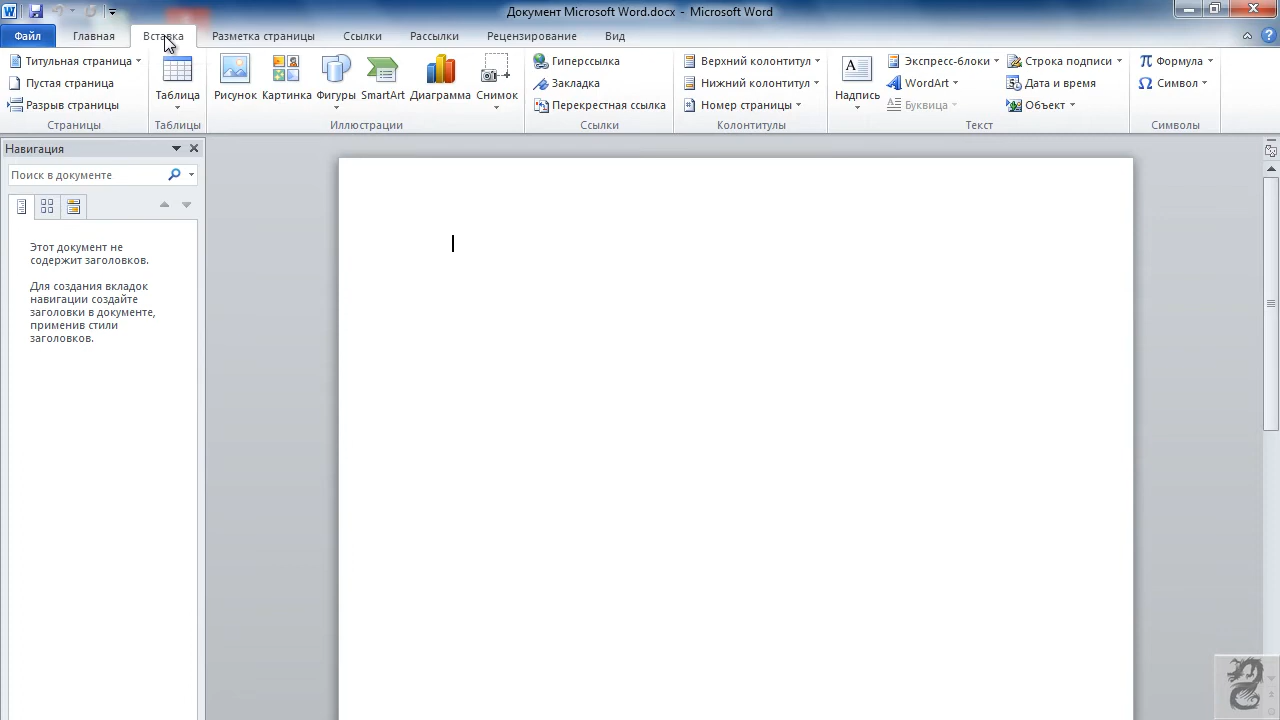 Документ Microsoft Word.docx - Microsoft Word
Файл Главная Вставка Разметка страницы Ссылки Рассылки Рецензирование Вид
Титульная страница
Пустая страница
Разрыв страницы
Страницы
Таблица
Таблицы
Рисунок Картинка Фигуры SmartArt Диаграмма Снимок
Иллюстрации
Гиперссылка
Закладка
Перекрестная ссылка
Ссылки
Верхний колонтитул
Нижний колонтитул
Номер страницы
Колонтитулы
Надпись
Экспресс-блоки
WordArt
Буквица
Строка подписи
Дата и время
Объект
Текст
Формула
Символ
Символы
Навигация
Поиск в документе
Этот документ не
содержит заголовков.
Для создания вкладок
навигации создайте
заголовки в документе,
применив стили
заголовков.